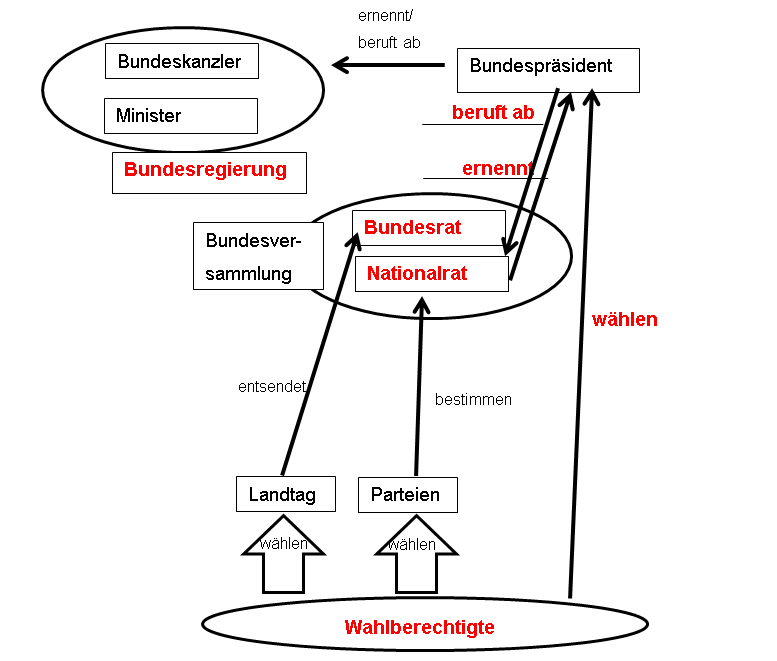 ernennt/
beruft ab
Bundeskanzler
Bundespräsident
Minister
beruft ab
Bundesregierung
ernennt
Bundesrat
Bundesver-
sammlung
Nationalrat
wählen
entsendet
bestimmen
Landtag
Parteien
wählen
wählen
Wahlberechtigte